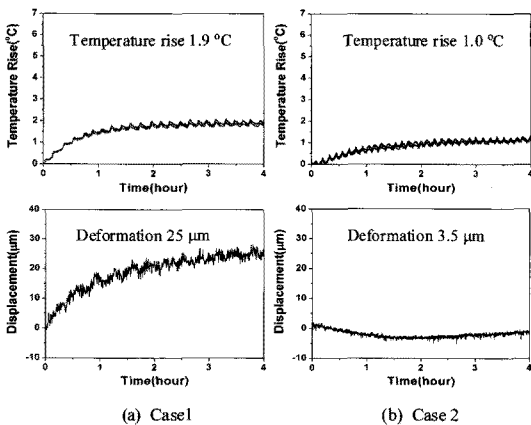 Temperature Rise(°C)
7
6
5
4
3
2
1
0
Temperature rise 1.9 °C
0 1 2 3 4
Time(hour)
Temperature Rise(°C)
7
6
5
4
3
2
1
0
Temperature rise 1.0 °C
0 1 2 3 4
Time(hour)
Displacement(μm)
40
30
20
10
0
-10
Deformation 25 μm
0 1 2 3 4
Time(hour)
Displacement(μm)
40
30
20
10
0
-10
Deformation 3.5 μm
0 1 2 3 4
Time(hour)
(a) Case1
(b) Case 2